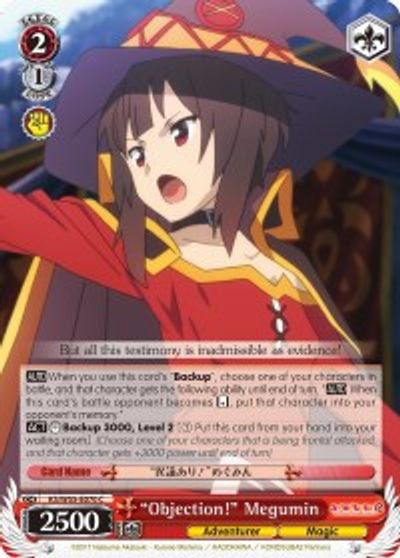 2
1
But all this testimony is inadmissible as evidence!
AUTO When you use this card's "Backup", choose one of your characters in
battle, and that character gets the following ability until end of turn. "AUTO When
this card's battle opponent becomes [↓], put that character into your
opponent's memory."
ACT Backup 3000, Level 2 [① Put this card from your hand into your
waiting room] (Choose one of your characters that is being frontal attacked,
and that character gets +3000 power until end of turn)
Card Name "異議あり!" めぐみん
2500
"Objection!" Megumin
Adventurer Magic